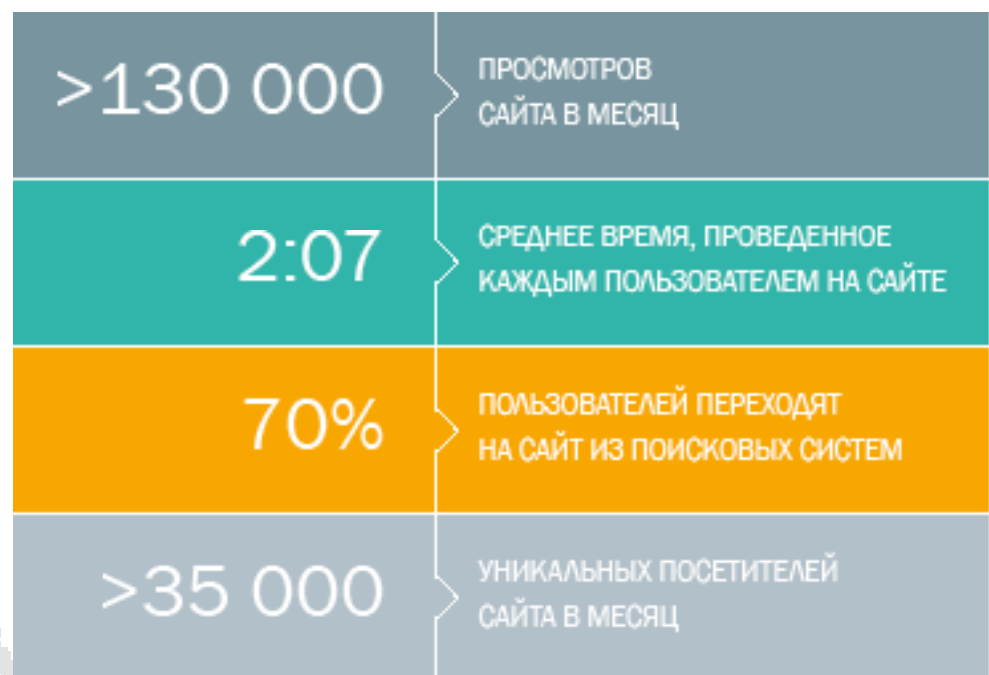 >130 000
ПРОСМОТРОВ
САЙТА В МЕСЯЦ
2:07
СРЕДНЕЕ ВРЕМЯ, ПРОВЕДЕННОЕ
КАЖДЫМ ПОЛЬЗОВАТЕЛЕМ НА САЙТЕ
70%
ПОЛЬЗОВАТЕЛЕЙ ПЕРЕХОДЯТ
НА САЙТ ИЗ ПОИСКОВЫХ СИСТЕМ
>35 000
УНИКАЛЬНЫХ ПОСЕТИТЕЛЕЙ
САЙТА В МЕСЯЦ